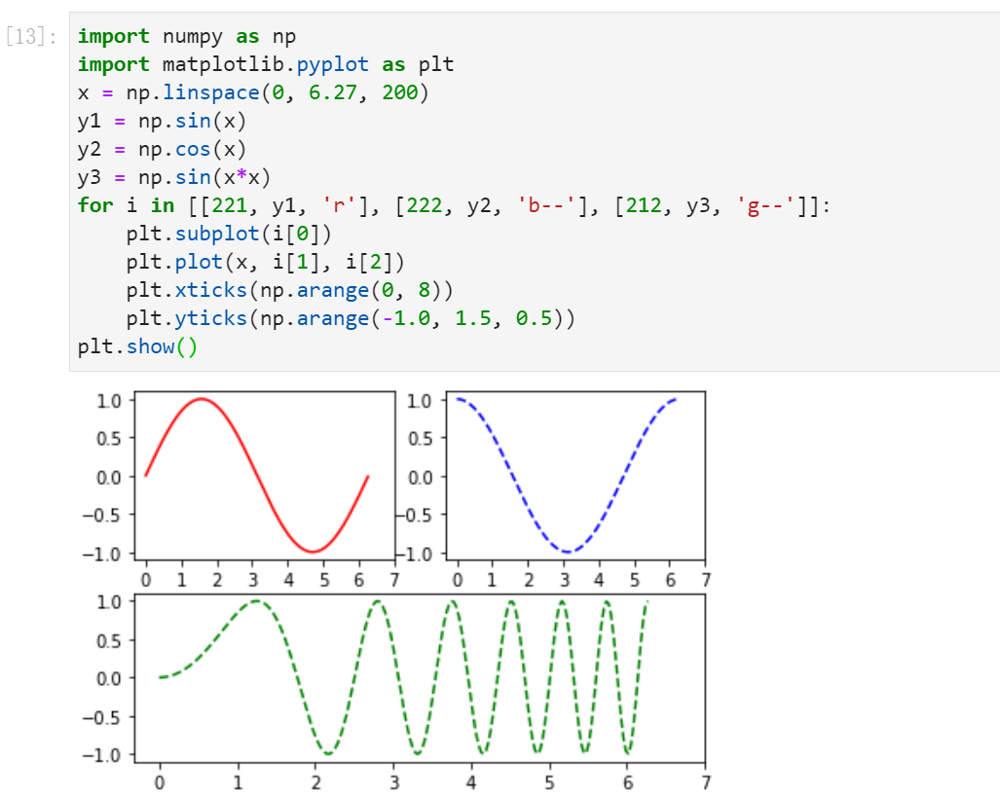 [13]:
import numpy as np
import matplotlib.pyplot as plt
x = np.linspace(0, 6.27, 200)
y1 = np.sin(x)
y2 = np.cos(x)
y3 = np.sin(x*x)
for i in [[221, y1, 'r'], [222, y2, 'b--'], [212, y3, 'g--']]:
    plt.subplot(i[0])
    plt.plot(x, i[1], i[2])
    plt.xticks(np.arange(0, 8))
    plt.yticks(np.arange(-1.0, 1.5, 0.5))
plt.show()
1.0
0.5
0.0
−0.5
−1.0
0 1 2 3 4 5 6 7
1.0
0.5
0.0
−0.5
−1.0
0 1 2 3 4 5 6 7
1.0
0.5
0.0
−0.5
−1.0
0 1 2 3 4 5 6 7